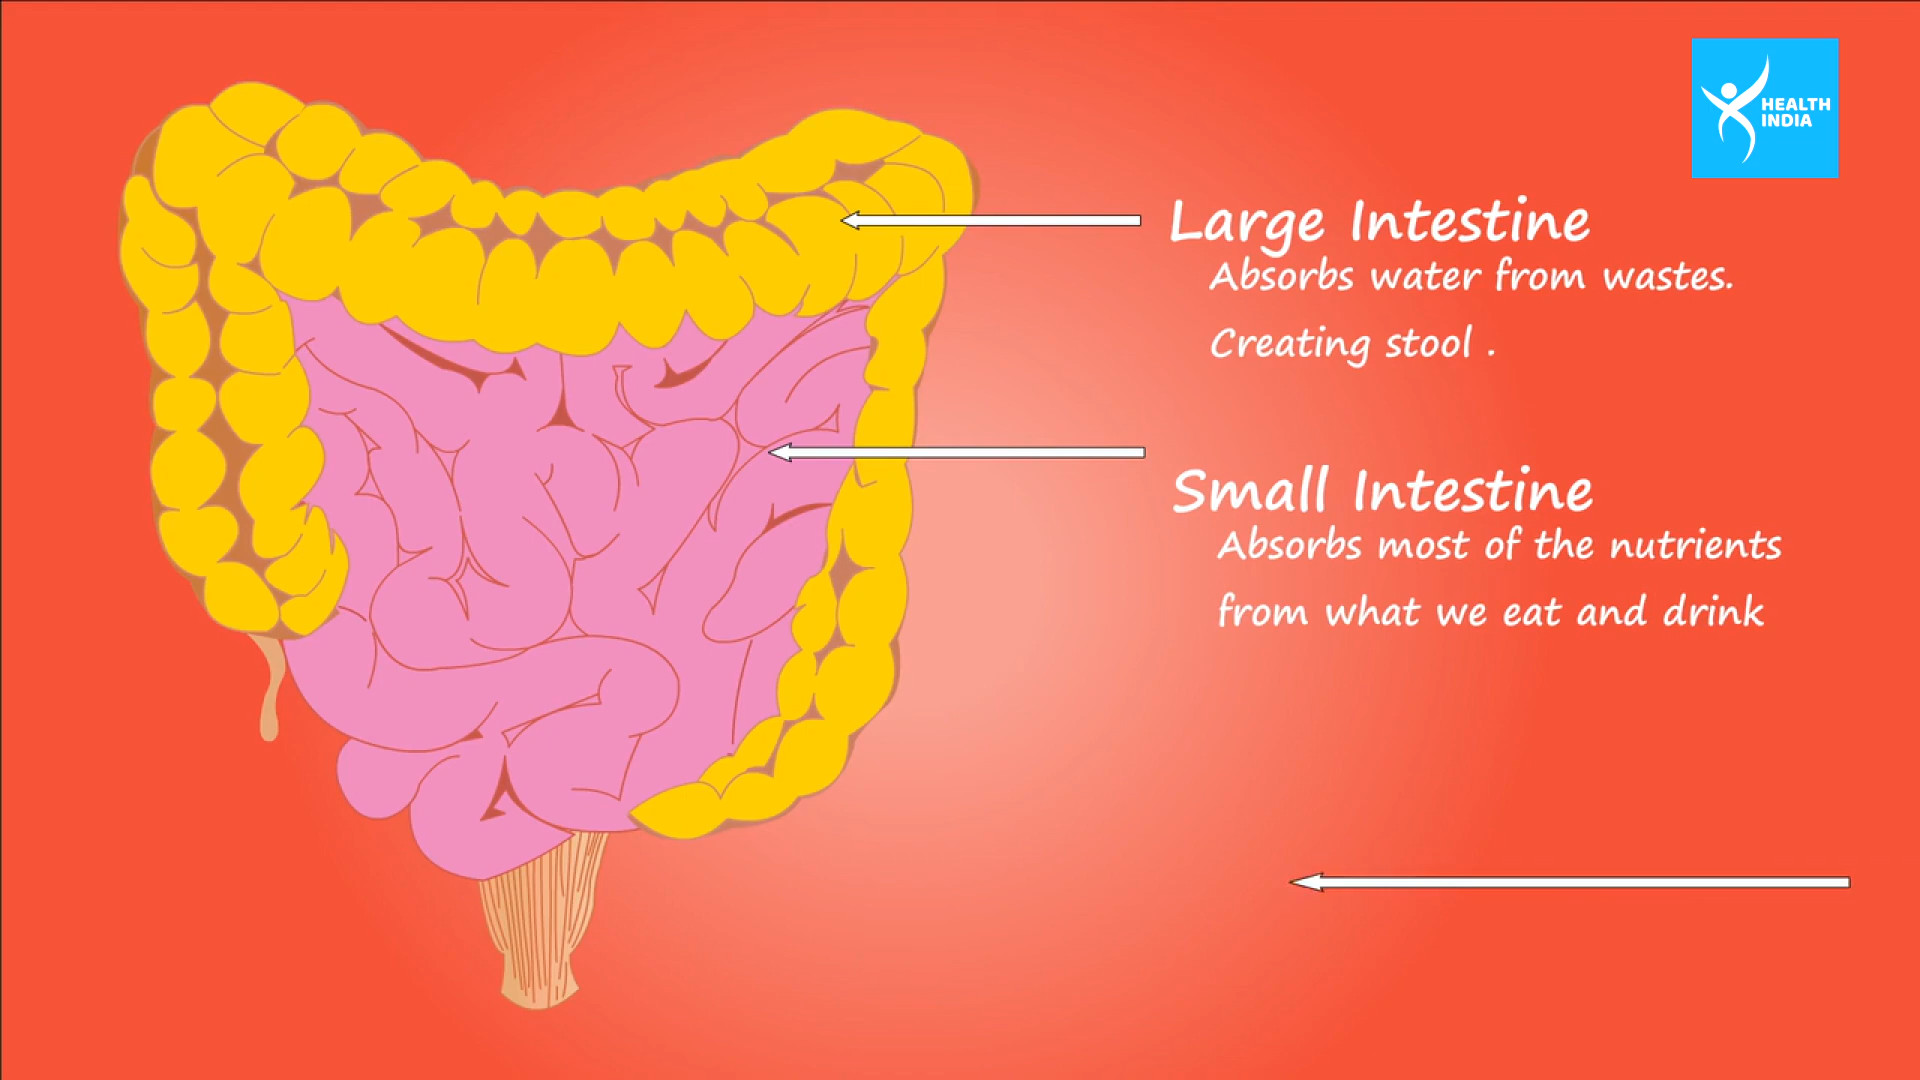 HEALTH
INDIA
Large Intestine
Absorbs water from wastes.
Creating stool .
Small Intestine
Absorbs most of the nutrients
from what we eat and drink